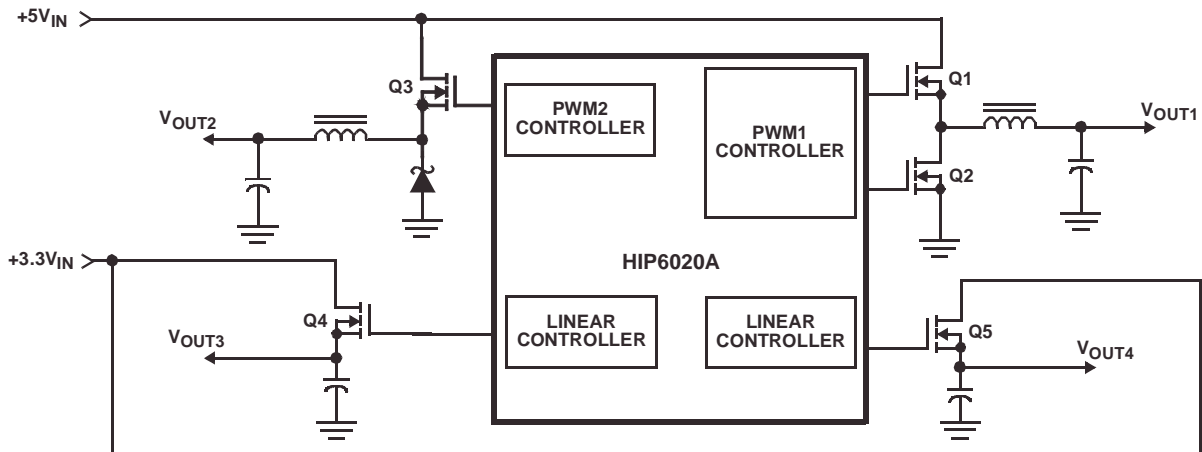 +5VIN
Q3
PWM2
CONTROLLER
PWM1
CONTROLLER
Q1
VOUT2
VOUT1
Q2
+3.3VIN
HIP6020A
Q4
LINEAR
CONTROLLER
LINEAR
CONTROLLER
Q5
VOUT3
VOUT4